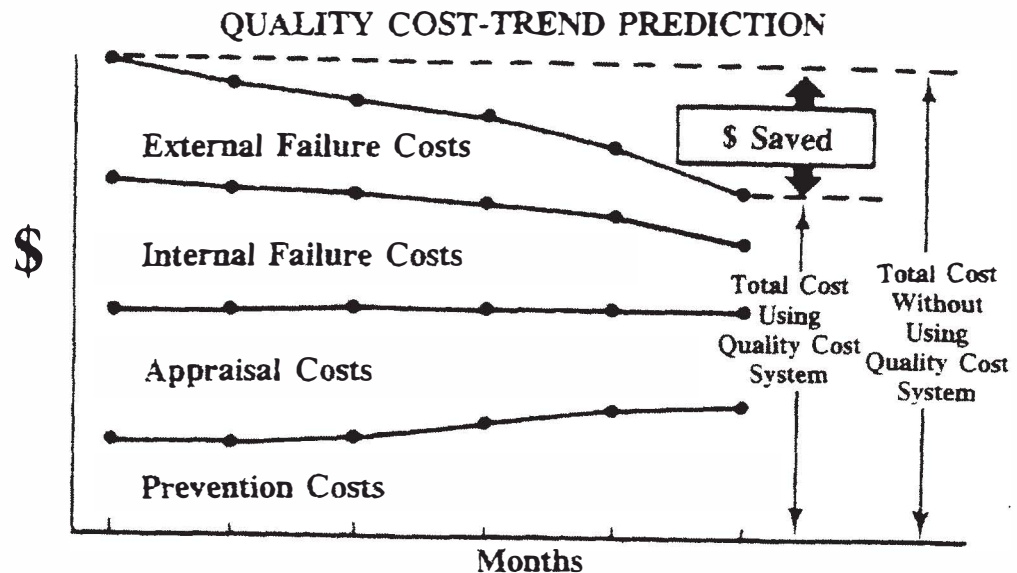 QUALITY COST-TREND PREDICTION
$ Saved
External Failure Costs
$
Internal Failure Costs
Total Cost
Using
Quality Cost
System
Total Cost
Without
Using
Quality Cost
System
Appraisal Costs
Prevention Costs
Months